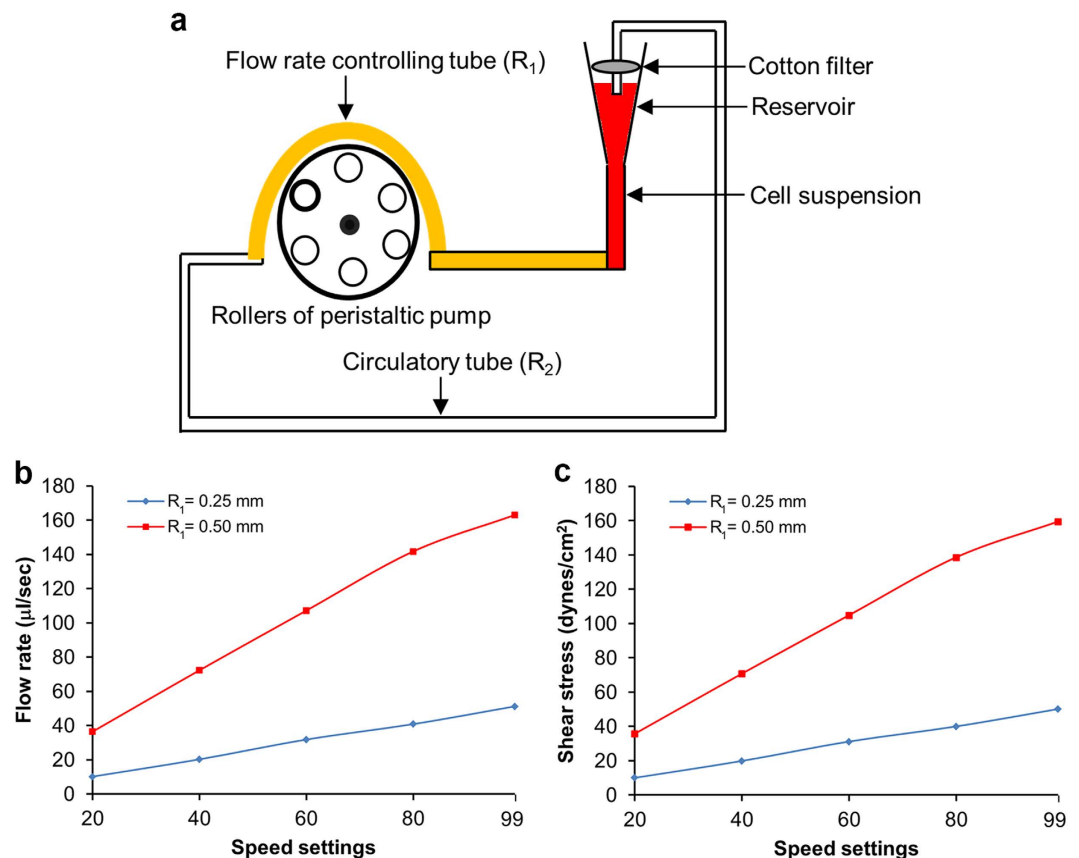 a
Flow rate controlling tube (R₁)
Cotton filter
Reservoir
Cell suspension
Rollers of peristaltic pump
Circulatory tube (R₂)
b
180
160
140
120
100
80
60
40
20
0
Flow rate (µl/sec)
R₁= 0.25 mm
R₁= 0.50 mm
20 40 60 80 99
Speed settings
c
180
160
140
120
100
80
60
40
20
0
Shear stress (dynes/cm²)
R₁= 0.25 mm
R₁= 0.50 mm
20 40 60 80 99
Speed settings